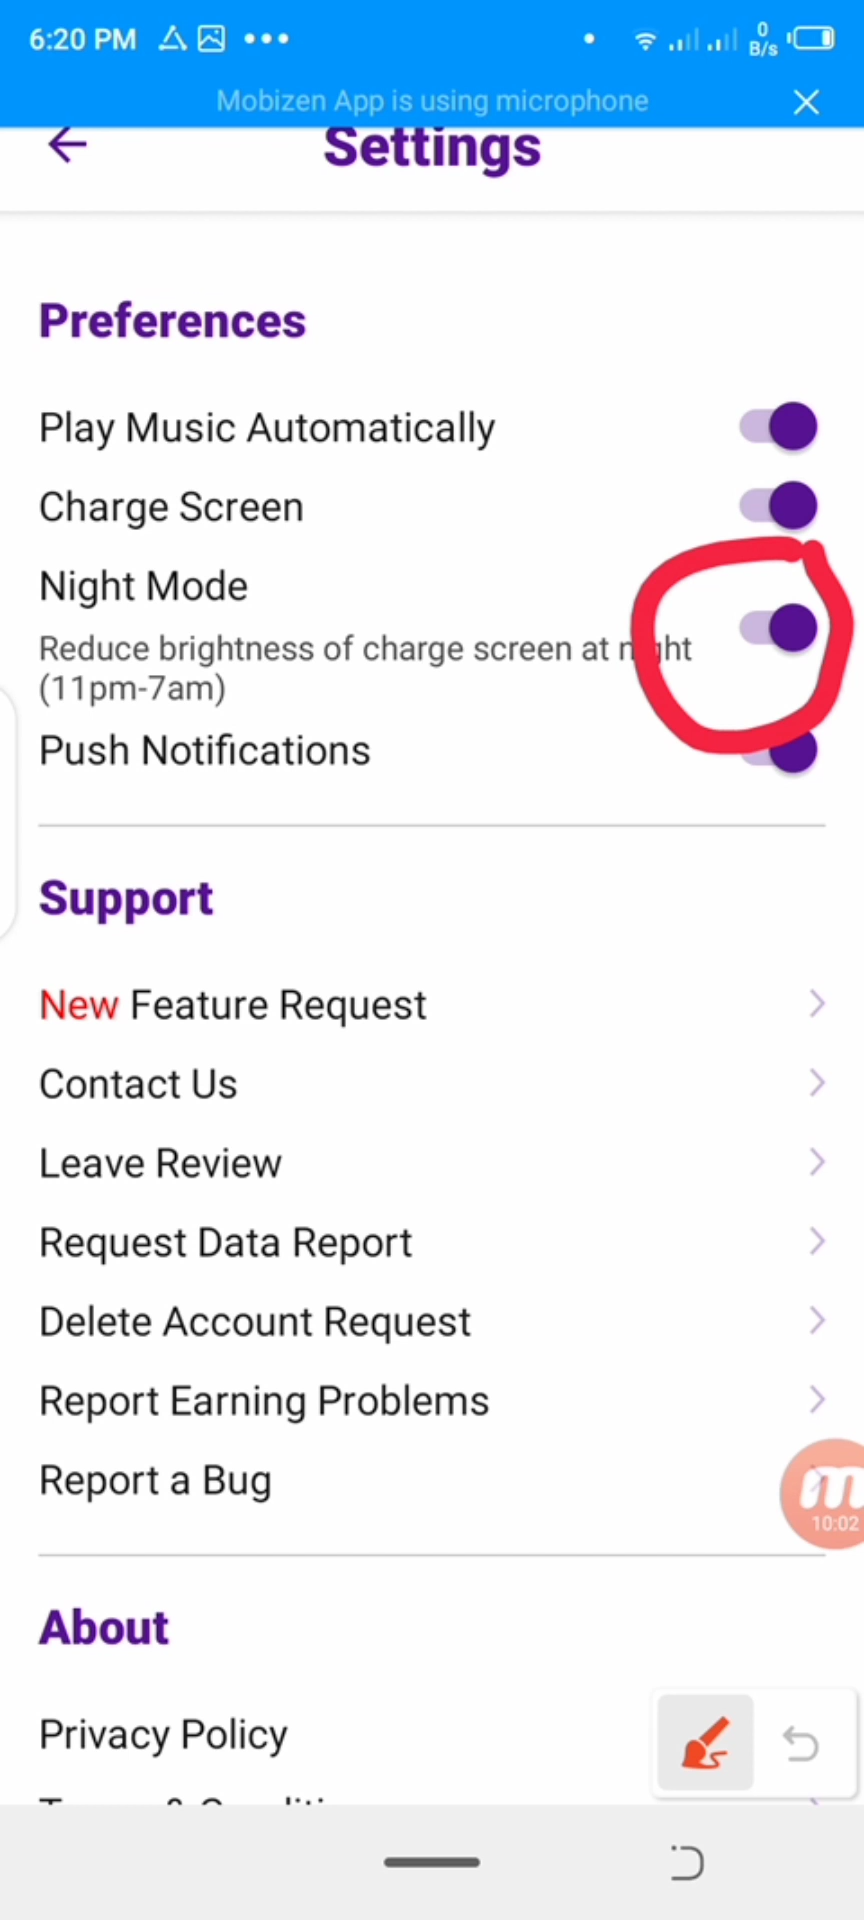 6:20 PM
0
B/s
Mobizen App is using microphone
Settings
Preferences
Play Music Automatically
Charge Screen
Night Mode
Reduce brightness of charge screen at night
(11pm-7am)
Push Notifications
Support
New Feature Request
Contact Us
Leave Review
Request Data Report
Delete Account Request
Report Earning Problems
Report a Bug
m
10:02
About
Privacy Policy